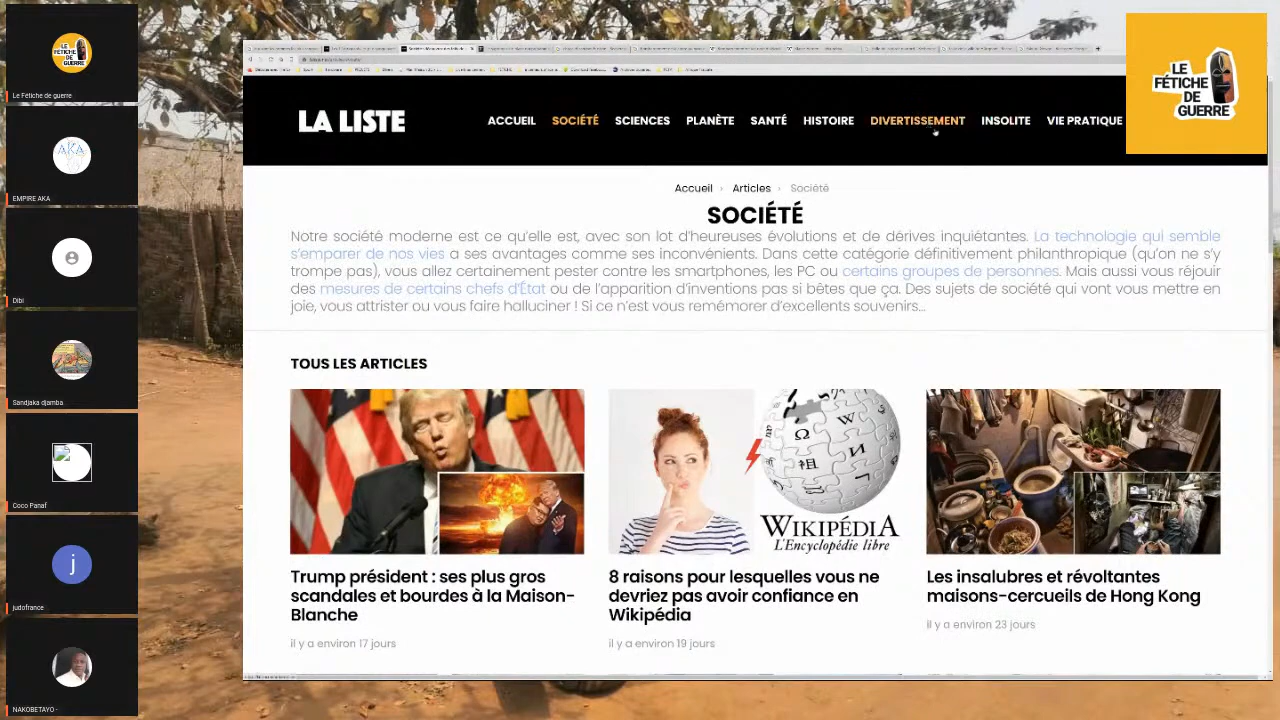 LE
FÉTICHE
DE GUERRE
Le Fétiche de guerre
AKA
EMPIRE AKA
Dibi
Sandjaka djamba
Coco Panaf
j
judofrance
NAKOBETAYO -
LA LISTE
ACCUEIL SOCIÉTÉ SCIENCES PLANÈTE SANTÉ HISTOIRE DIVERTISSEMENT INSOLITE VIE PRATIQUE
LE
FÉTICHE
DE
GUERRE
Accueil › Articles › Société
SOCIÉTÉ
Notre société moderne est ce qu’elle est, avec son lot d’heureuses évolutions et de dérives inquiétantes. La technologie qui semble
s’emparer de nos vies a ses avantages comme ses inconvénients. Dans cette catégorie définitivement philanthropique (qu’on ne s’y
trompe pas), vous allez certainement pester contre les smartphones, les PC ou certains groupes de personnes. Mais aussi vous réjouir
des mesures de certains chefs d’État ou de l’apparition d’inventions pas si bêtes que ça. Des sujets de société qui vont vous mettre en
joie, vous attrister ou vous faire halluciner ! Si ce n’est vous remémorer d’excellents souvenirs…
TOUS LES ARTICLES
WIKIPÉDIA
L'Encyclopédie libre
Trump président : ses plus gros
scandales et bourdes à la Maison-
Blanche
il y a environ 17 jours
8 raisons pour lesquelles vous ne
devriez pas avoir confiance en
Wikipédia
il y a environ 19 jours
Les insalubres et révoltantes
maisons-cercueils de Hong Kong
il y a environ 23 jours